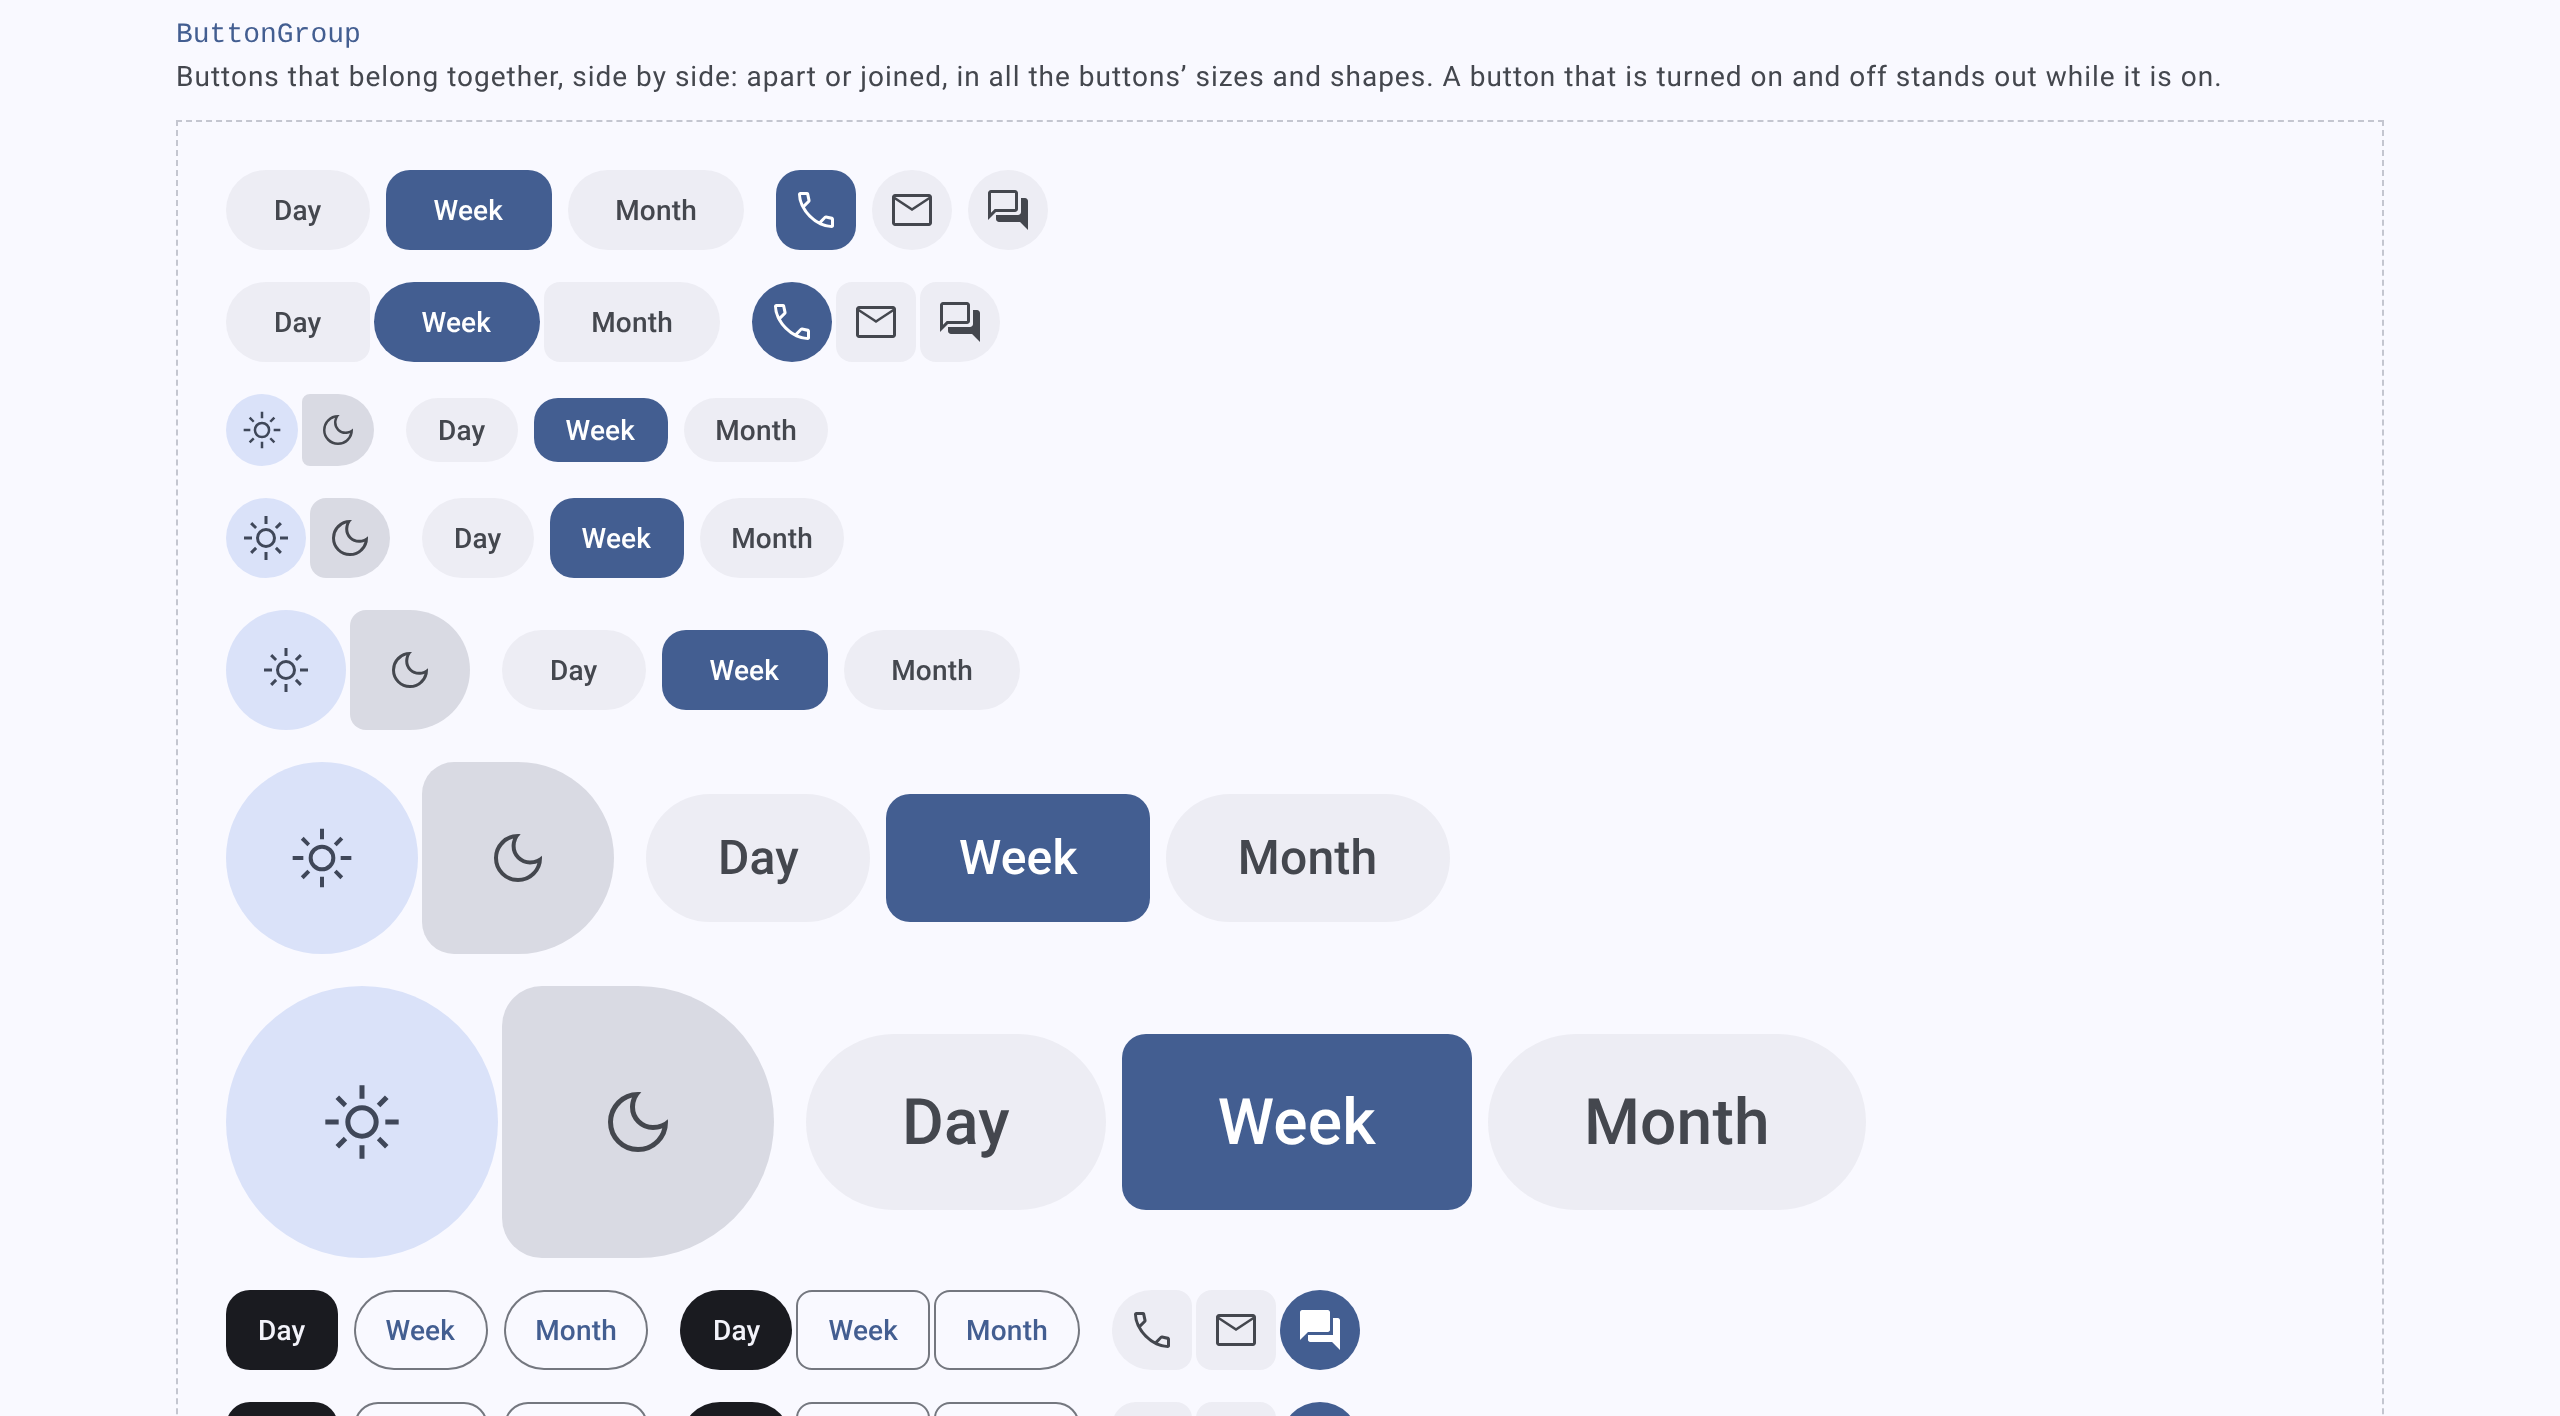 ButtonGroup
Buttons that belong together, side by side: apart or joined, in all the buttons’ sizes and shapes. A button that is turned on and off stands out while it is on.
Day Week Month
Day Week Month
Day Week Month
Day Week Month
Day Week Month
Day Week Month
Day Week Month
Day Week Month Day Week Month